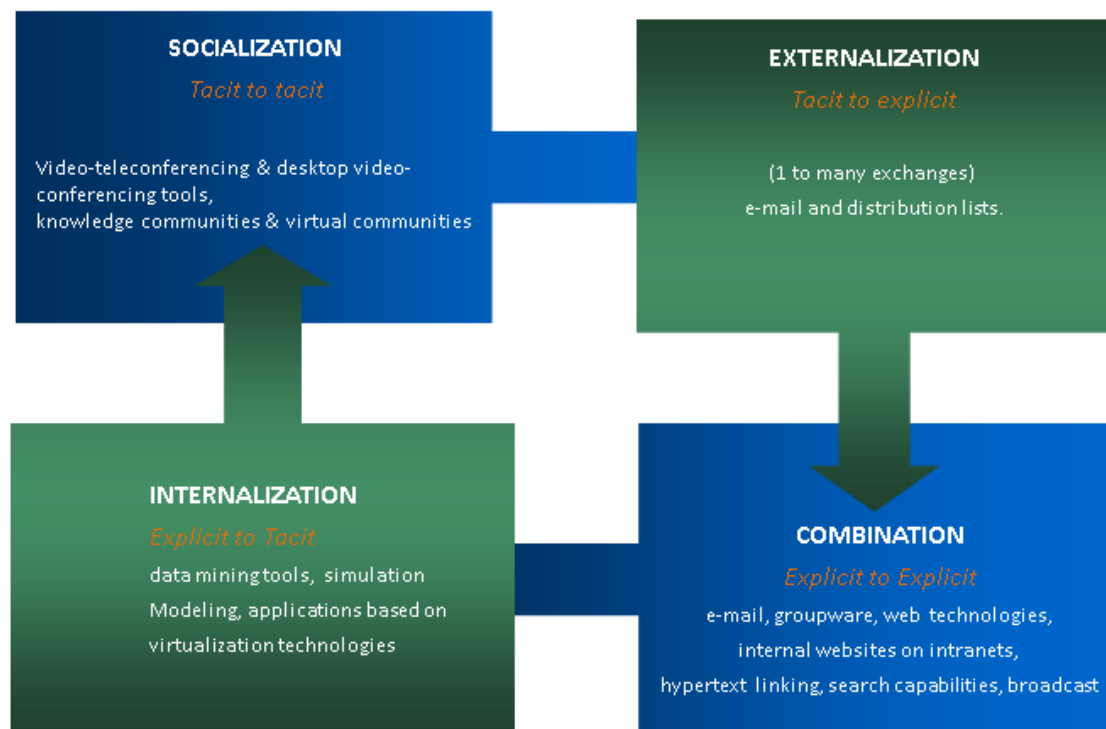 SOCIALIZATION
Tacit to tacit
Video-teleconferencing & desktop video-
conferencing tools,
knowledge communities & virtual communities
EXTERNALIZATION
Tacit to explicit
(1 to many exchanges)
e-mail and distribution lists.
INTERNALIZATION
Explicit to Tacit
data mining tools, simulation
Modeling, applications based on
virtualization technologies
COMBINATION
Explicit to Explicit
e-mail, groupware, web technologies,
internal websites on intranets,
hypertext linking, search capabilities, broadcast